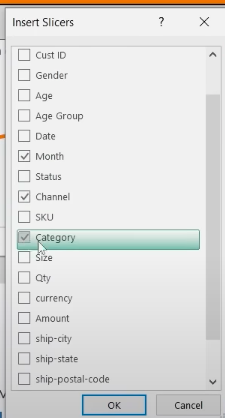 Insert Slicers
?
Cust ID
Gender
Age
Age Group
Date
Month
Status
Channel
SKU
Category
Size
Qty
currency
Amount
ship-city
ship-state
ship-postal-code
OK
Cancel